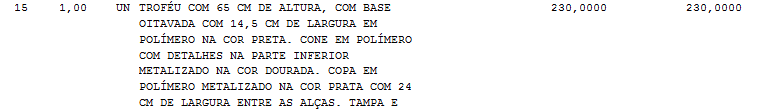 15 1,00 UN TROFÉU COM 65 CM DE ALTURA, COM BASE 230,0000 230,0000
OITAVADA COM 14,5 CM DE LARGURA EM
POLÍMERO NA COR PRETA. CONE EM POLÍMERO
COM DETALHES NA PARTE INFERIOR
METALIZADO NA COR DOURADA. COPA EM
POLÍMERO METALIZADO NA COR PRATA COM 24
CM DE LARGURA ENTRE AS ALÇAS. TAMPA E